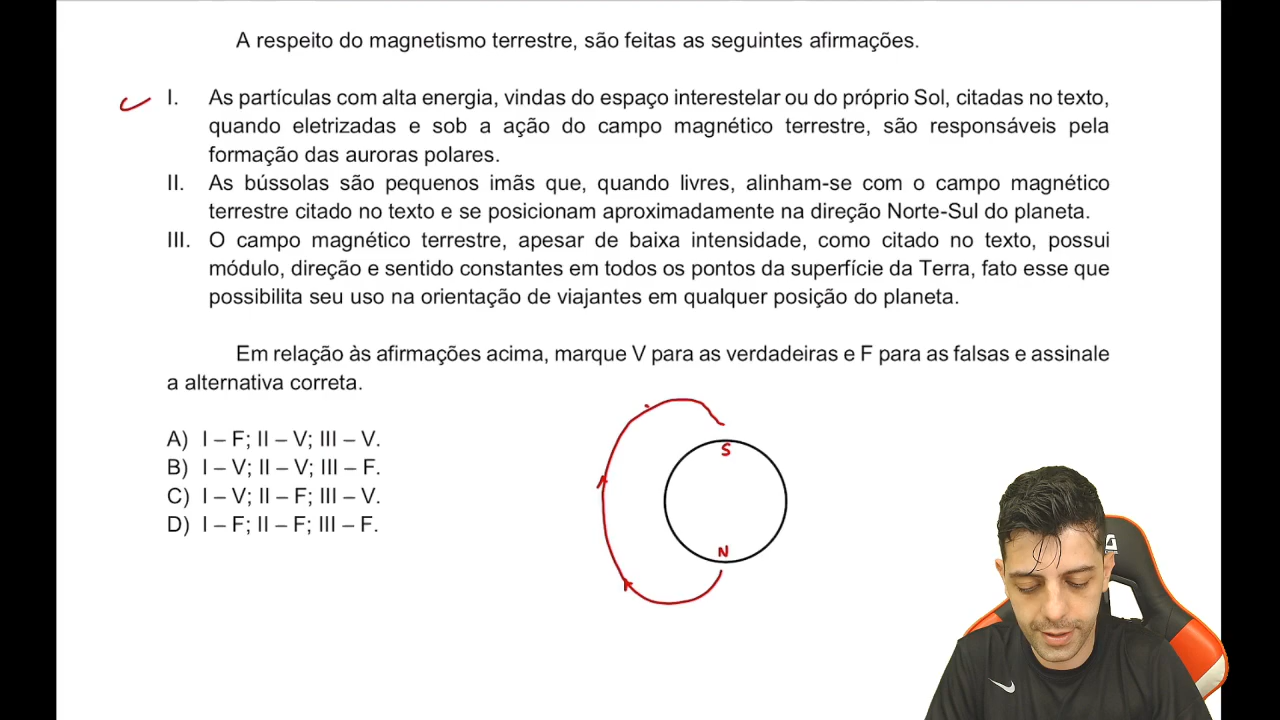 A respeito do magnetismo terrestre, são feitas as seguintes afirmações.
I. As partículas com alta energia, vindas do espaço interestelar ou do próprio Sol, citadas no texto,
quando eletrizadas e sob a ação do campo magnético terrestre, são responsáveis pela
formação das auroras polares.
II. As bússolas são pequenos imãs que, quando livres, alinham-se com o campo magnético
terrestre citado no texto e se posicionam aproximadamente na direção Norte-Sul do planeta.
III. O campo magnético terrestre, apesar de baixa intensidade, como citado no texto, possui
módulo, direção e sentido constantes em todos os pontos da superfície da Terra, fato esse que
possibilita seu uso na orientação de viajantes em qualquer posição do planeta.
Em relação às afirmações acima, marque V para as verdadeiras e F para as falsas e assinale
a alternativa correta.
A) I – F; II – V; III – V.
B) I – V; II – V; III – F.
C) I – V; II – F; III – V.
D) I – F; II – F; III – F.
S
N